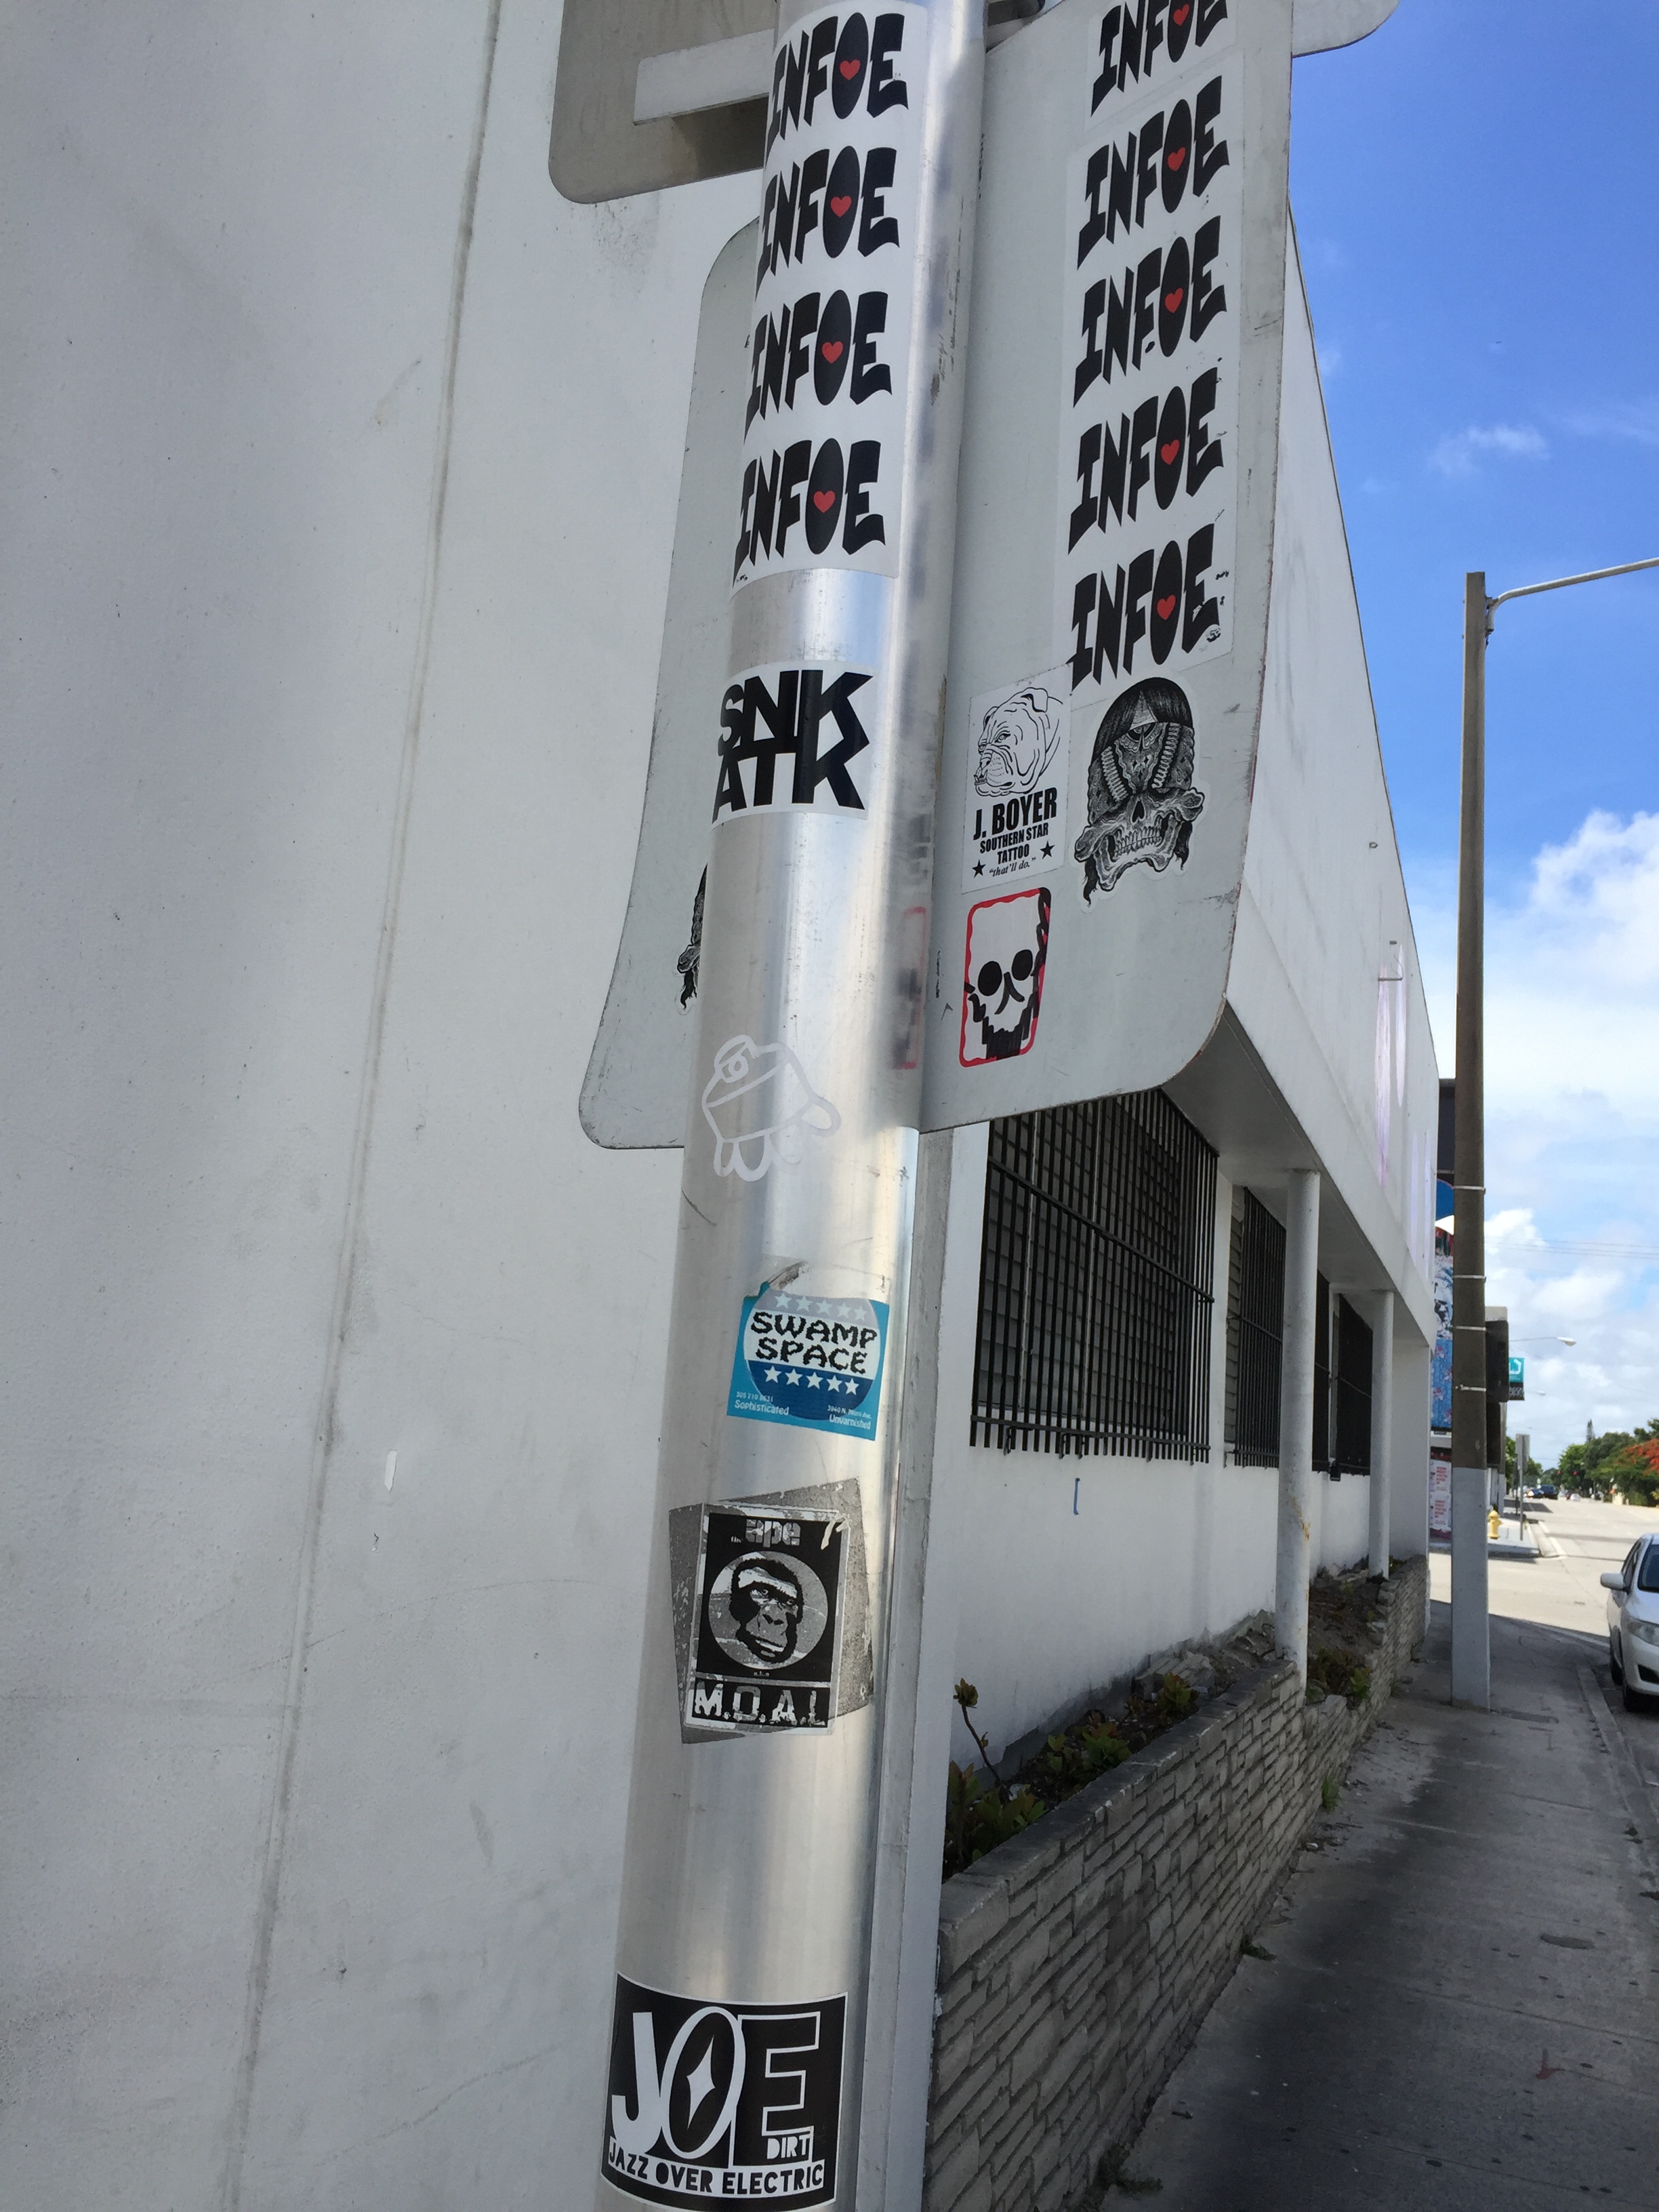 INFOE
INFOE
INFOE
INFOE
INFOE
INFOE
INFOE
INFOE
INFOE
SNK
ATK
J. BOYER
SOUTHERN STAR
TATTOO
"that'll do."
SWAMP
SPACE
Sophisticated
Unvarnished
ape
M.O.A.I.
JOE
DIRT
JAZZ OVER ELECTRIC